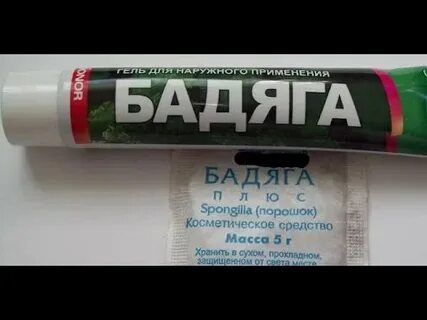 HONOR
ГЕЛЬ ДЛЯ НАРУЖНОГО ПРИМЕНЕНИЯ
БАДЯГА
БАДЯГА
ПЛЮС
Spongilla (порошок)
Косметическое средство
Масса 5 г
Хранить в сухом, прохладном,
защищенном от света месте